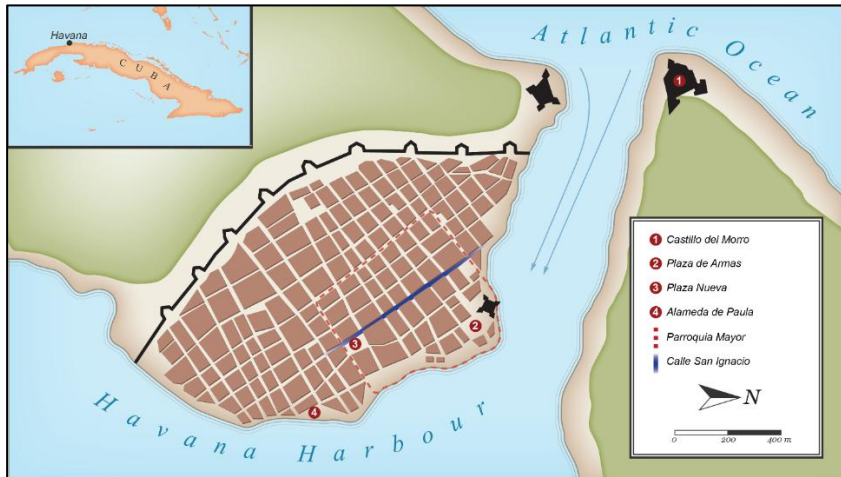 Havana
CUBA
Atlantic Ocean
1
2
3
4
Havana Harbour
1 Castillo del Morro
2 Plaza de Armas
3 Plaza Nueva
4 Alameda de Paula
Parroquia Mayor
Calle San Ignacio
N
0 200 400 m